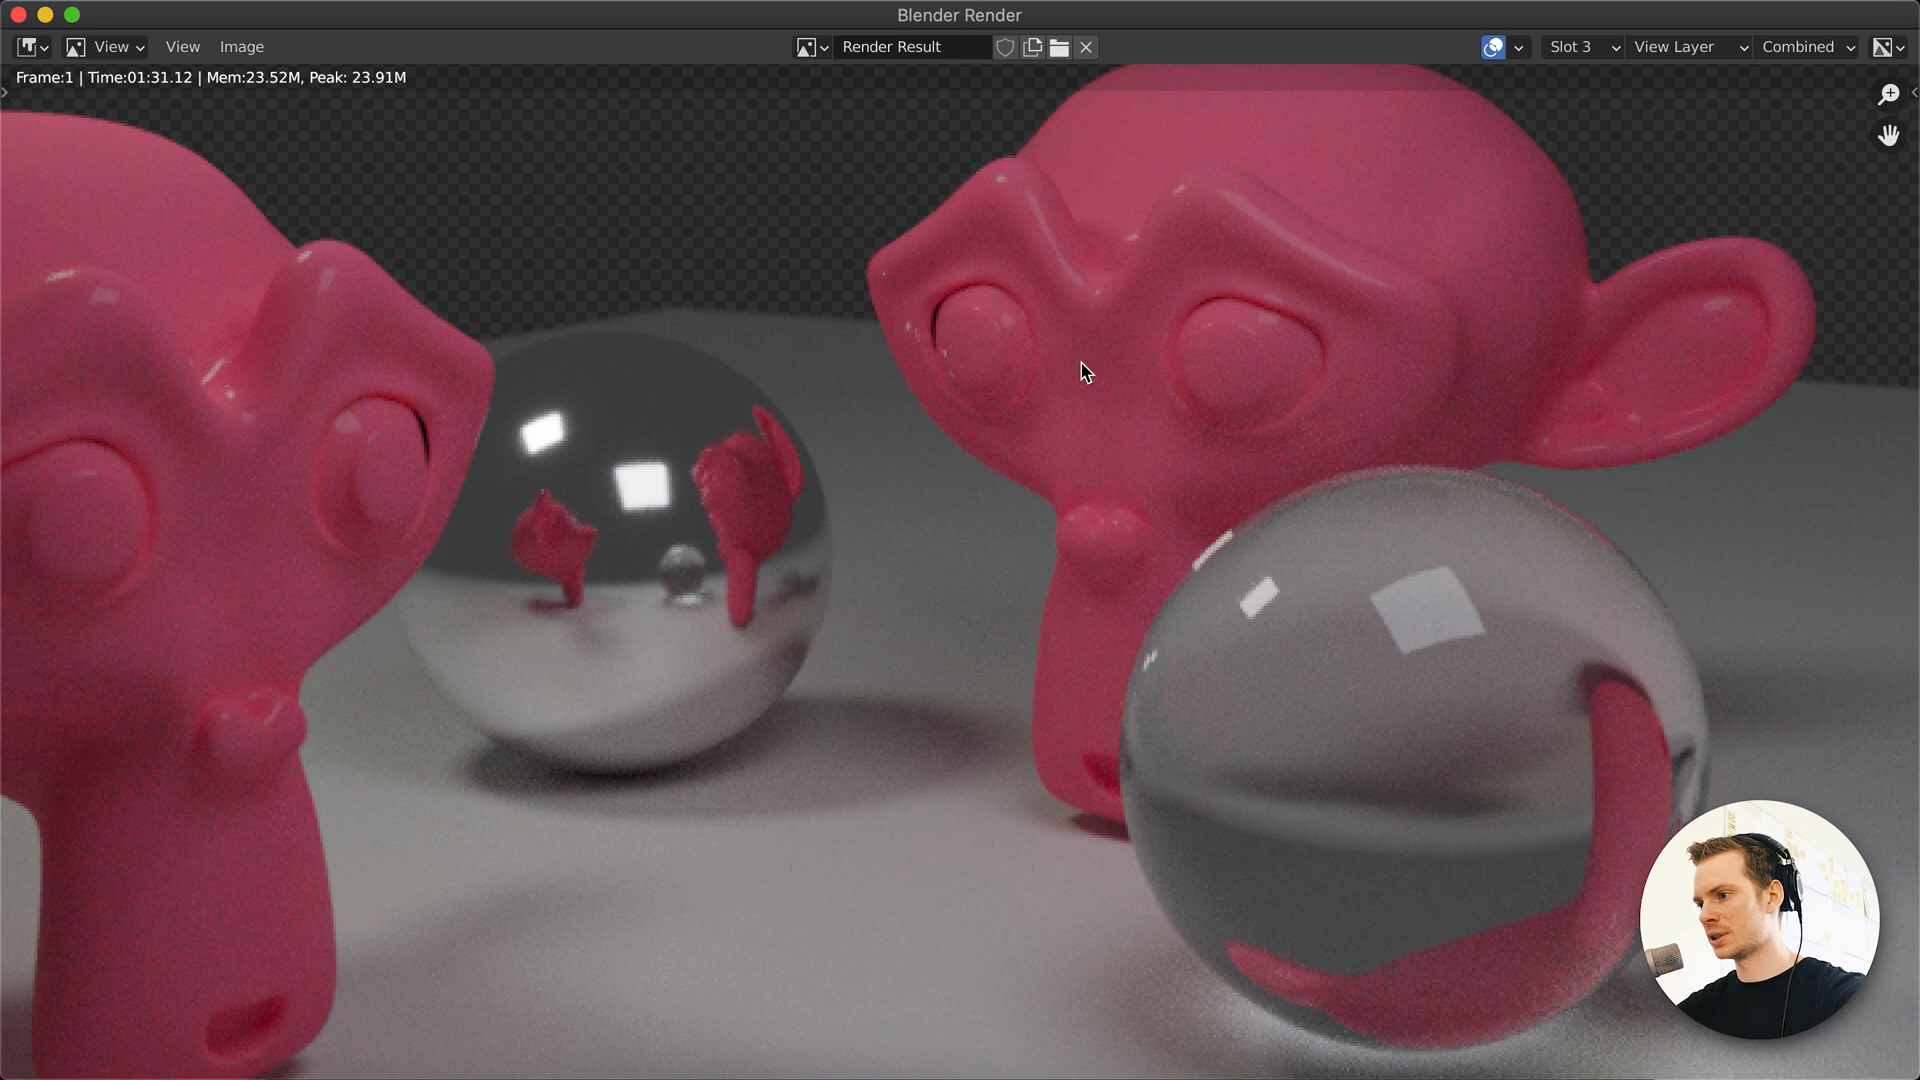 Blender Render
View View Image Render Result Slot 3 View Layer Combined
Frame:1 | Time:01:31.12 | Mem:23.52M, Peak: 23.91M